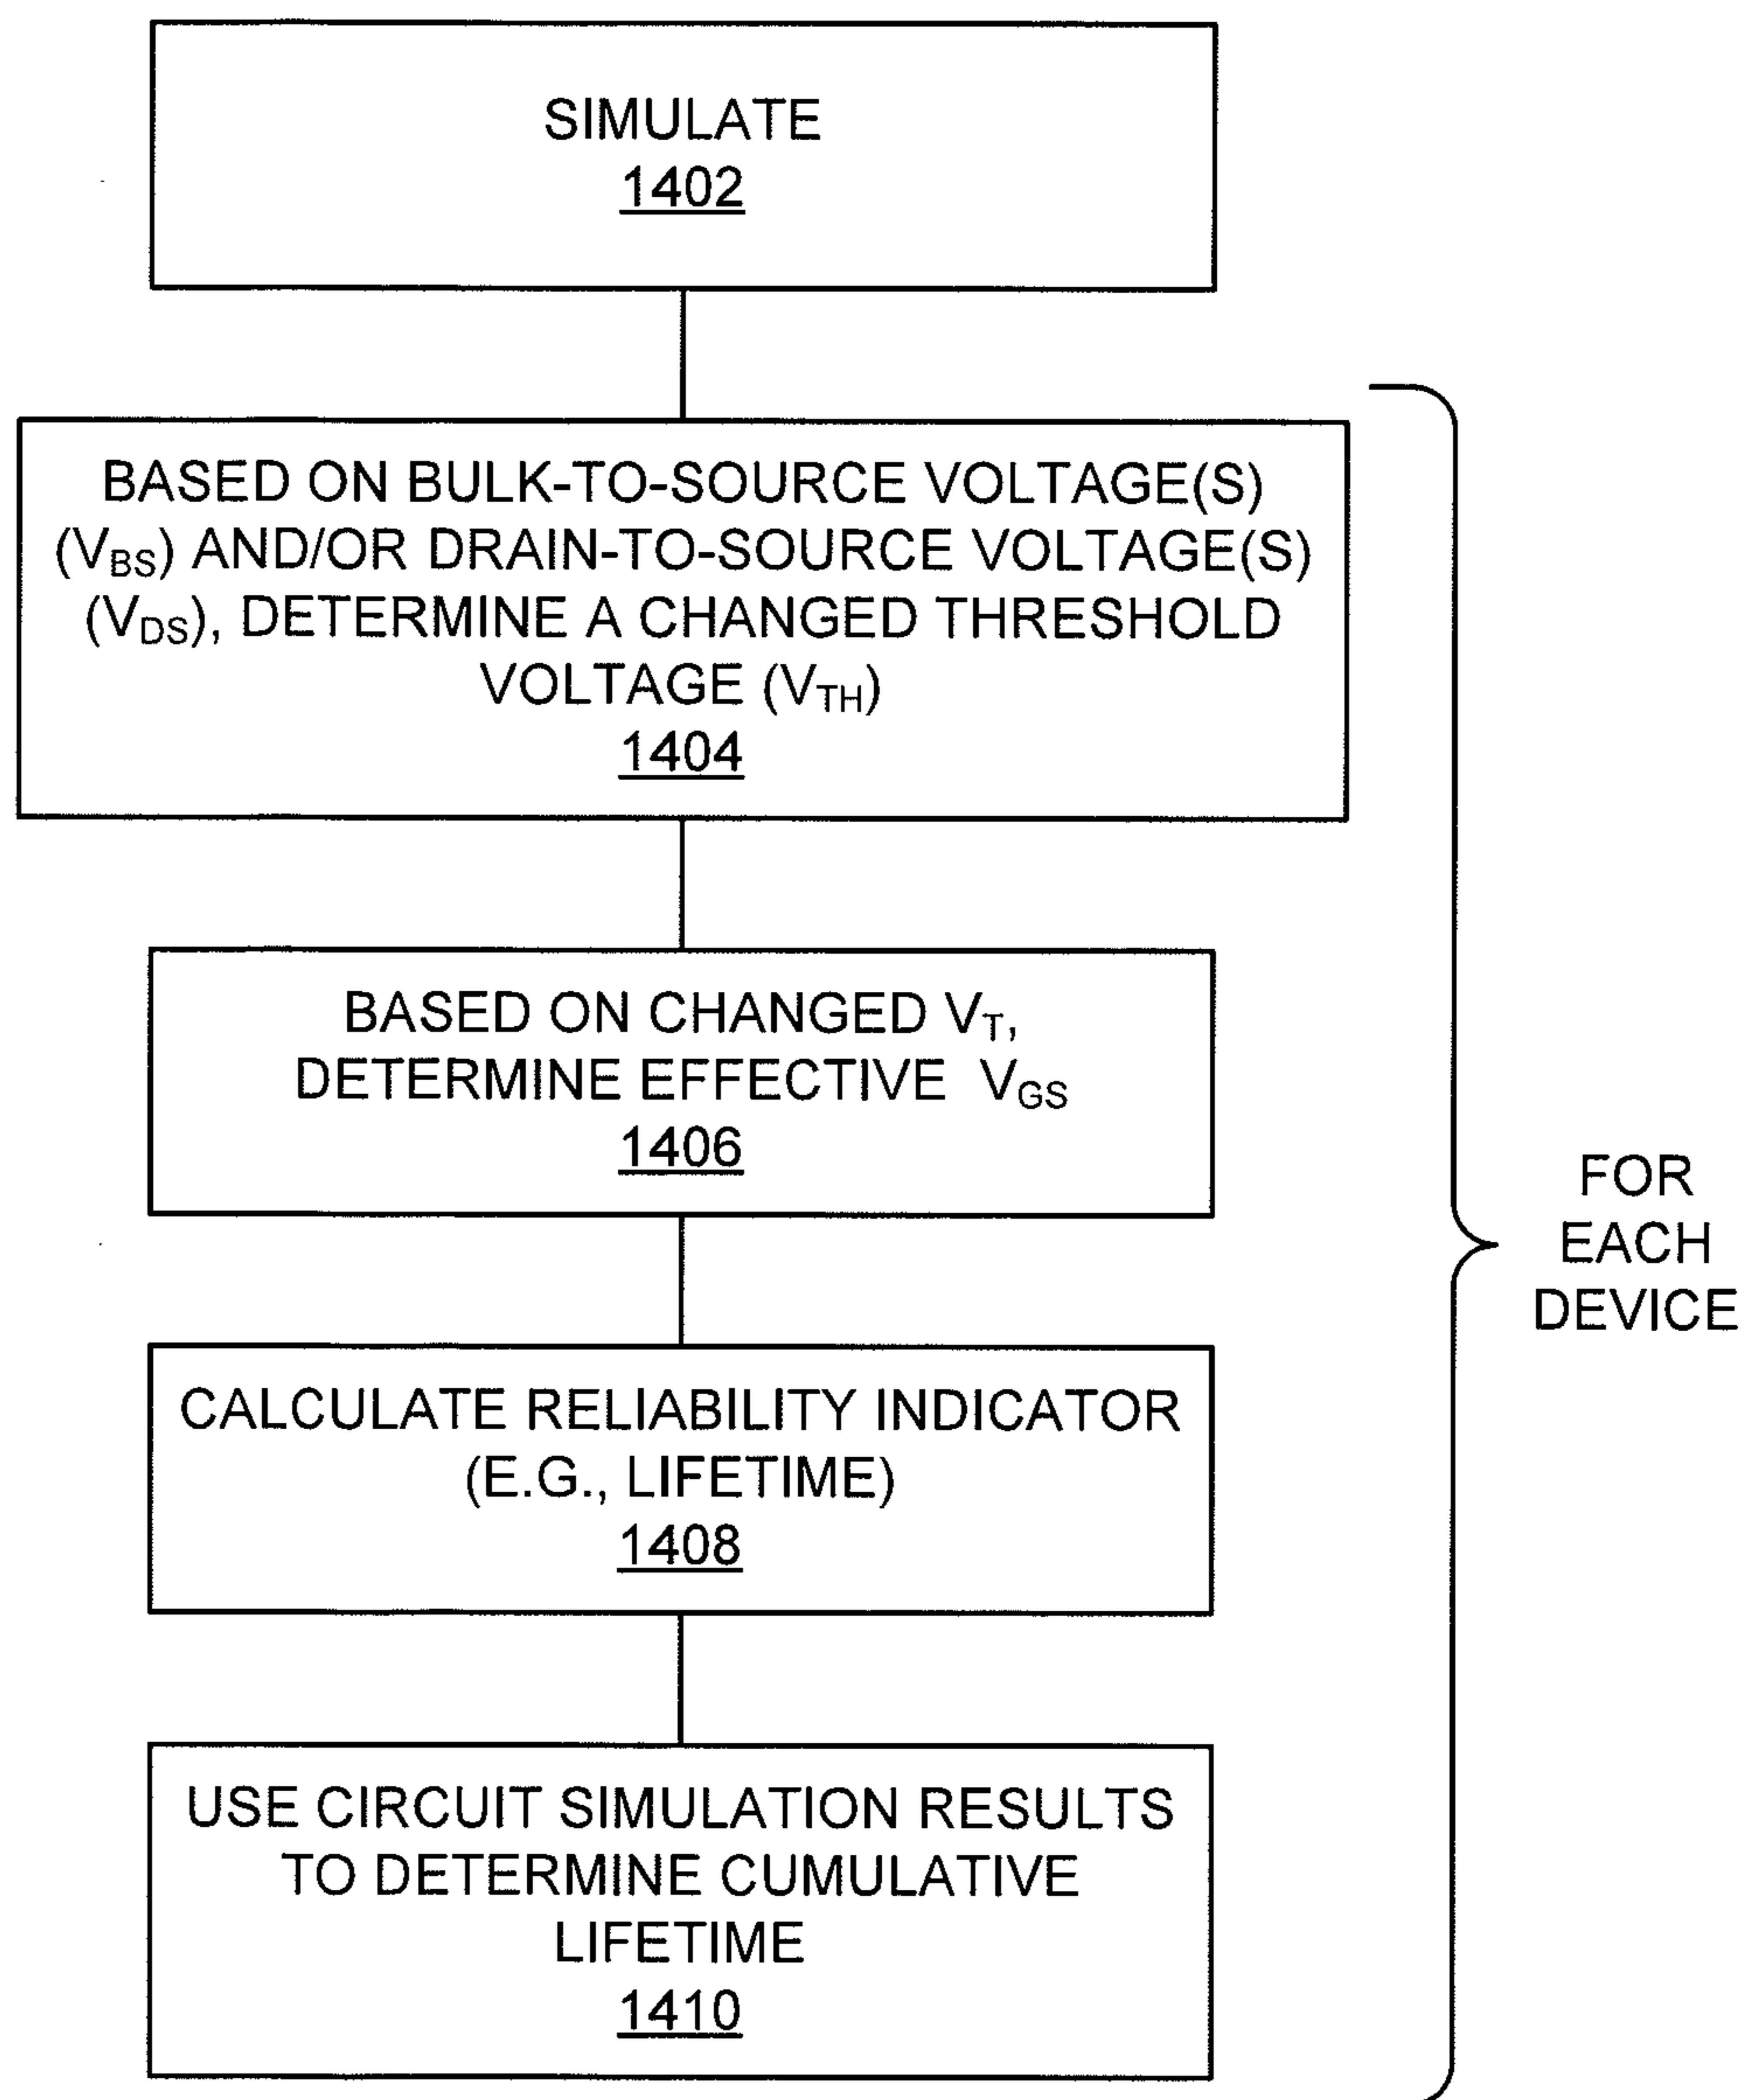 SIMULATE
1402
BASED ON BULK-TO-SOURCE VOLTAGE(S)
(VBS) AND/OR DRAIN-TO-SOURCE VOLTAGE(S)
(VDS), DETERMINE A CHANGED THRESHOLD
VOLTAGE (VTH)
1404
BASED ON CHANGED VT,
DETERMINE EFFECTIVE VGS
1406
CALCULATE RELIABILITY INDICATOR
(E.G., LIFETIME)
1408
USE CIRCUIT SIMULATION RESULTS
TO DETERMINE CUMULATIVE
LIFETIME
1410
FOR
EACH
DEVICE